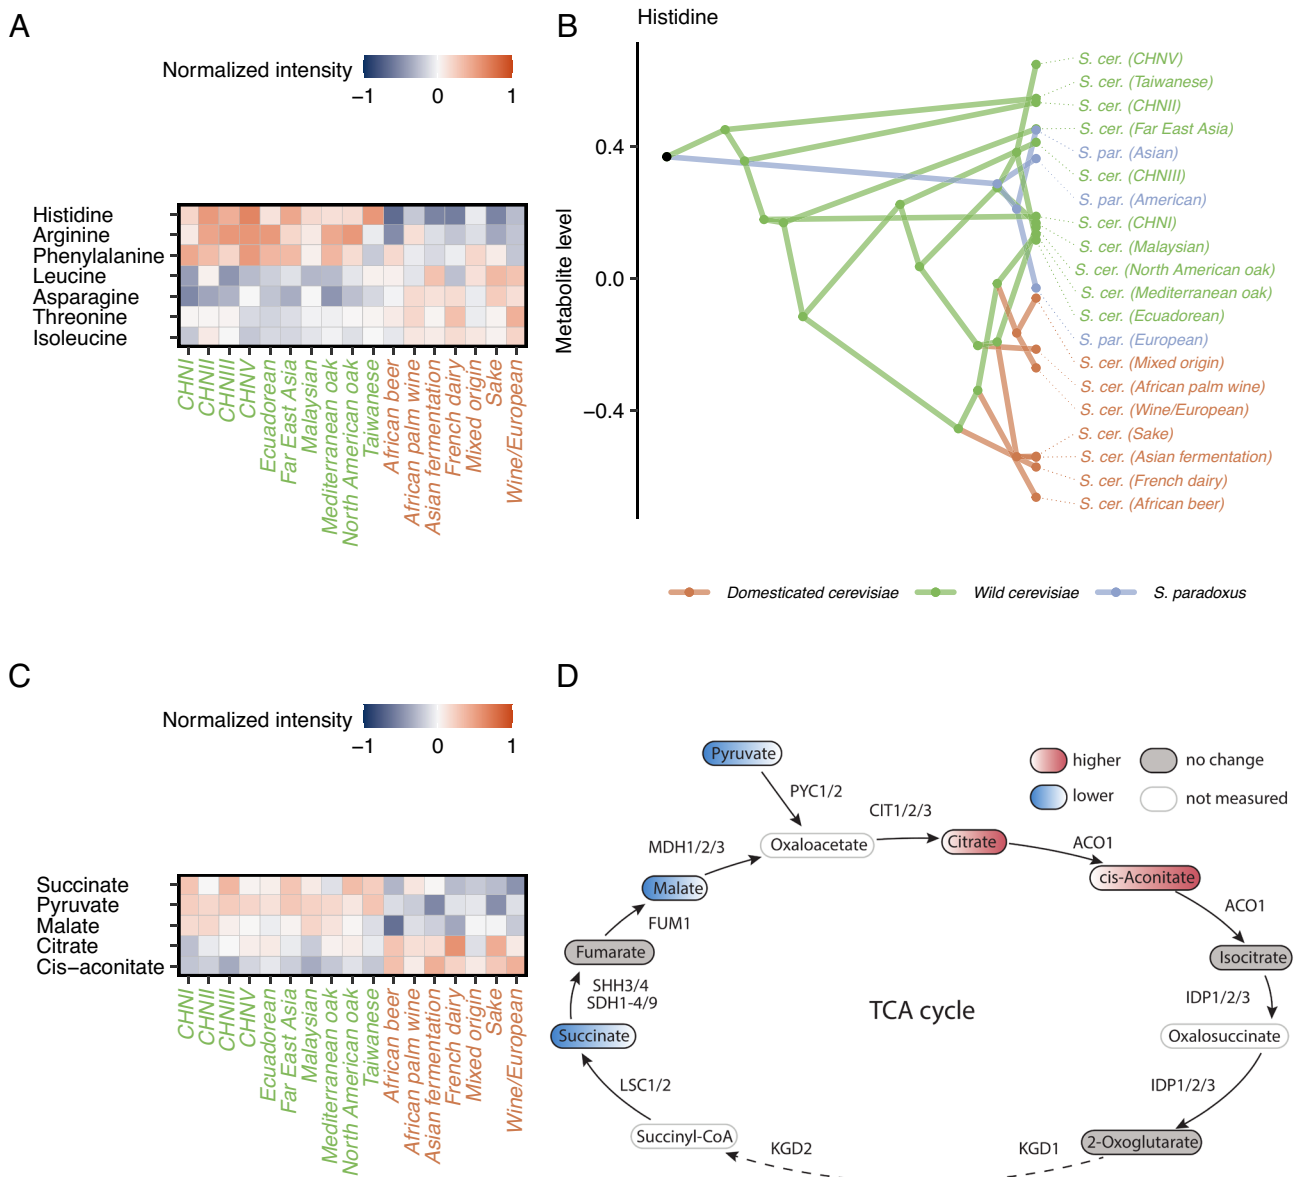 A
Normalized intensity
−1
0
1
Histidine
Arginine
Phenylalanine
Leucine
Asparagine
Threonine
Isoleucine
CHNI
CHNII
CHNIII
CHNV
Ecuadorean
Far East Asia
Malaysian
Mediterranean oak
North American oak
Taiwanese
African beer
African palm wine
Asian fermentation
French dairy
Mixed origin
Sake
Wine/European
B
Histidine
Metabolite level
0.4
0.0
−0.4
S. cer. (CHNV)
S. cer. (Taiwanese)
S. cer. (CHNII)
S. cer. (Far East Asia)
S. par. (Asian)
S. cer. (CHNIII)
S. par. (American)
S. cer. (CHNI)
S. cer. (Malaysian)
S. cer. (North American oak)
S. cer. (Mediterranean oak)
S. cer. (Ecuadorean)
S. par. (European)
S. cer. (Mixed origin)
S. cer. (African palm wine)
S. cer. (Wine/European)
S. cer. (Sake)
S. cer. (Asian fermentation)
S. cer. (French dairy)
S. cer. (African beer)
Domesticated cerevisiae
Wild cerevisiae
S. paradoxus
C
Normalized intensity
−1
0
1
Succinate
Pyruvate
Malate
Citrate
Cis−aconitate
CHNI
CHNII
CHNIII
CHNV
Ecuadorean
Far East Asia
Malaysian
Mediterranean oak
North American oak
Taiwanese
African beer
African palm wine
Asian fermentation
French dairy
Mixed origin
Sake
Wine/European
D
Pyruvate
higher
no change
lower
not measured
PYC1/2
CIT1/2/3
MDH1/2/3
Oxaloacetate
Citrate
ACO1
Malate
cis-Aconitate
FUM1
ACO1
Fumarate
Isocitrate
SHH3/4
SDH1-4/9
IDP1/2/3
TCA cycle
Succinate
Oxalosuccinate
LSC1/2
IDP1/2/3
Succinyl-CoA
KGD2
KGD1
2-Oxoglutarate